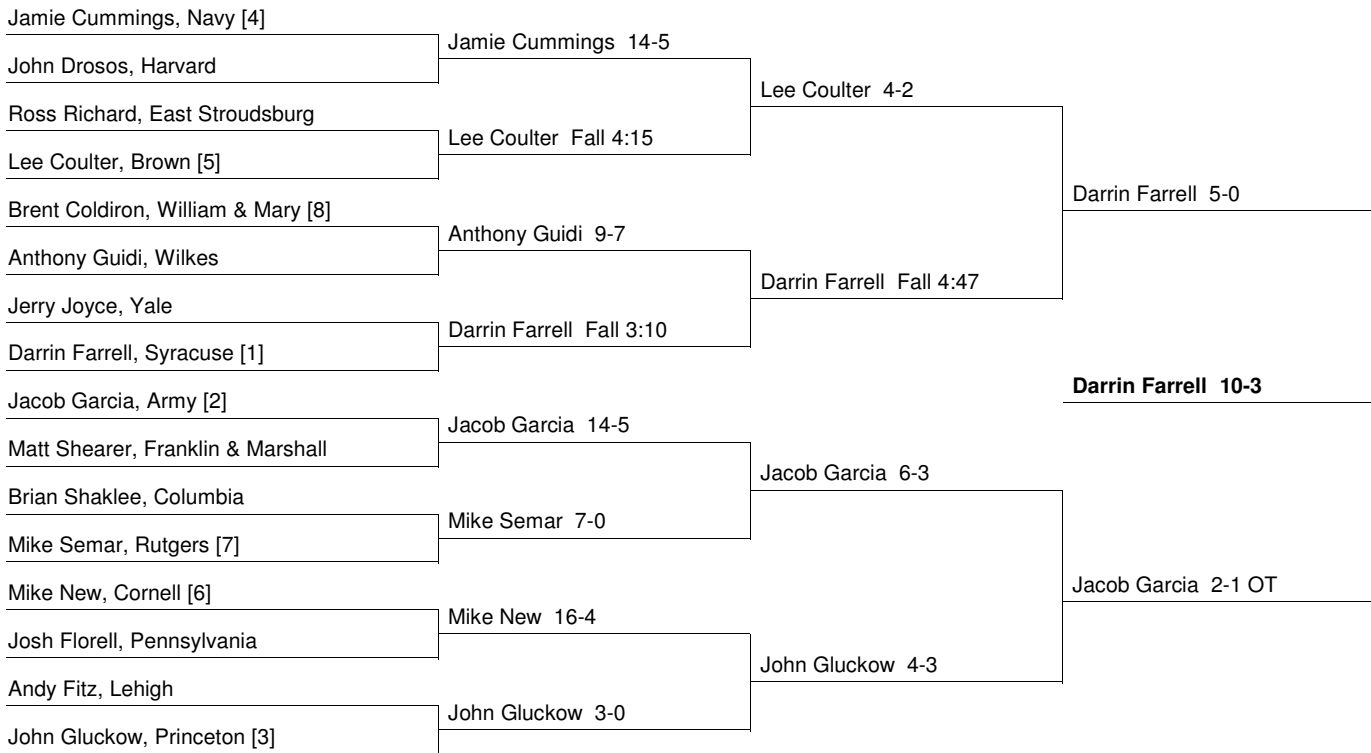 Jamie Cummings, Navy [4]
John Drosos, Harvard
Ross Richard, East Stroudsburg
Lee Coulter, Brown [5]
Brent Coldiron, William & Mary [8]
Anthony Guidi, Wilkes
Jerry Joyce, Yale
Darrin Farrell, Syracuse [1]
Jacob Garcia, Army [2]
Matt Shearer, Franklin & Marshall
Brian Shaklee, Columbia
Mike Semar, Rutgers [7]
Mike New, Cornell [6]
Josh Florell, Pennsylvania
Andy Fitz, Lehigh
John Gluckow, Princeton [3]
Jamie Cummings 14-5
Lee Coulter Fall 4:15
Anthony Guidi 9-7
Darrin Farrell Fall 3:10
Jacob Garcia 14-5
Mike Semar 7-0
Mike New 16-4
John Gluckow 3-0
Lee Coulter 4-2
Darrin Farrell Fall 4:47
Jacob Garcia 6-3
John Gluckow 4-3
Darrin Farrell 5-0
Darrin Farrell 10-3
Jacob Garcia 2-1 OT